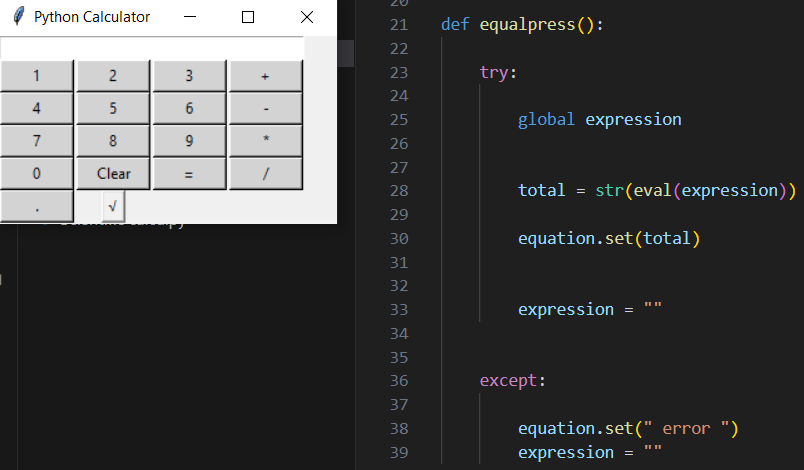 Python Calculator
1 2 3 +
4 5 6 -
7 8 9 *
0 Clear = /
. √
20
21 def equalpress():
22
23 try:
24
25 global expression
26
27
28 total = str(eval(expression))
29
30 equation.set(total)
31
32
33 expression = ""
34
35
36 except:
37
38 equation.set(" error ")
39 expression = ""